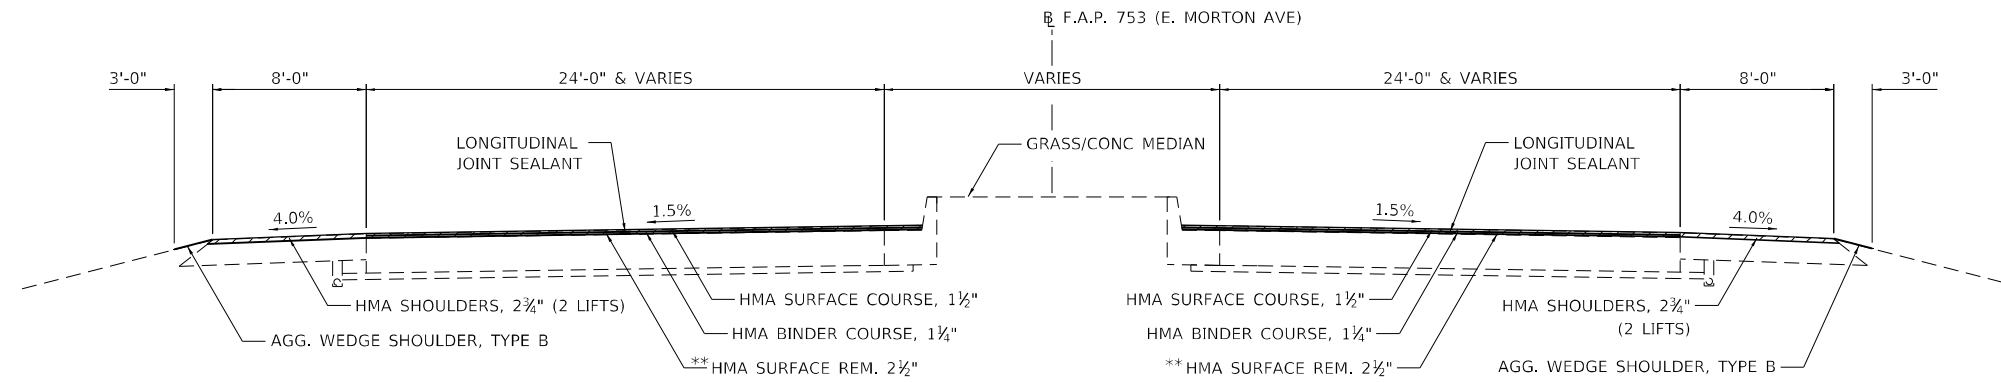 ℄ F.A.P. 753 (E. MORTON AVE)
3'-0"
8'-0"
24'-0" & VARIES
VARIES
24'-0" & VARIES
8'-0"
3'-0"
LONGITUDINAL
JOINT SEALANT
GRASS/CONC MEDIAN
LONGITUDINAL
JOINT SEALANT
4.0%
1.5%
1.5%
4.0%
HMA SHOULDERS, 2¾" (2 LIFTS)
AGG. WEDGE SHOULDER, TYPE B
HMA SURFACE COURSE, 1½"
HMA BINDER COURSE, 1¼"
**HMA SURFACE REM. 2½"
HMA SURFACE COURSE, 1½"
HMA BINDER COURSE, 1¼"
**HMA SURFACE REM. 2½"
HMA SHOULDERS, 2¾"
(2 LIFTS)
AGG. WEDGE SHOULDER, TYPE B